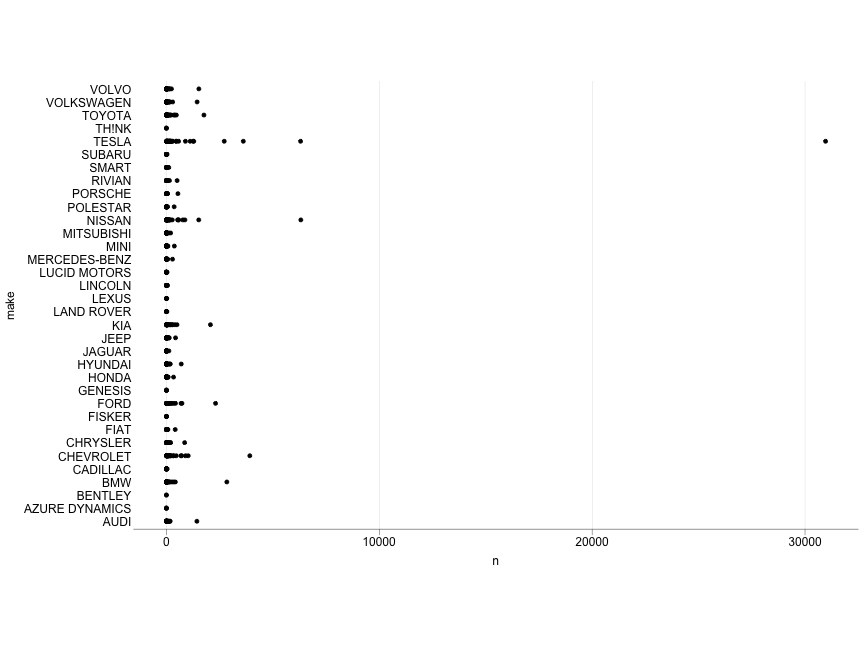 VOLVO
VOLKSWAGEN
TOYOTA
TH!NK
TESLA
SUBARU
SMART
RIVIAN
PORSCHE
POLESTAR
NISSAN
MITSUBISHI
MINI
MERCEDES-BENZ
LUCID MOTORS
LINCOLN
LEXUS
LAND ROVER
KIA
JEEP
JAGUAR
HYUNDAI
HONDA
GENESIS
FORD
FISKER
FIAT
CHRYSLER
CHEVROLET
CADILLAC
BMW
BENTLEY
AZURE DYNAMICS
AUDI
make
0 10000 20000 30000
n